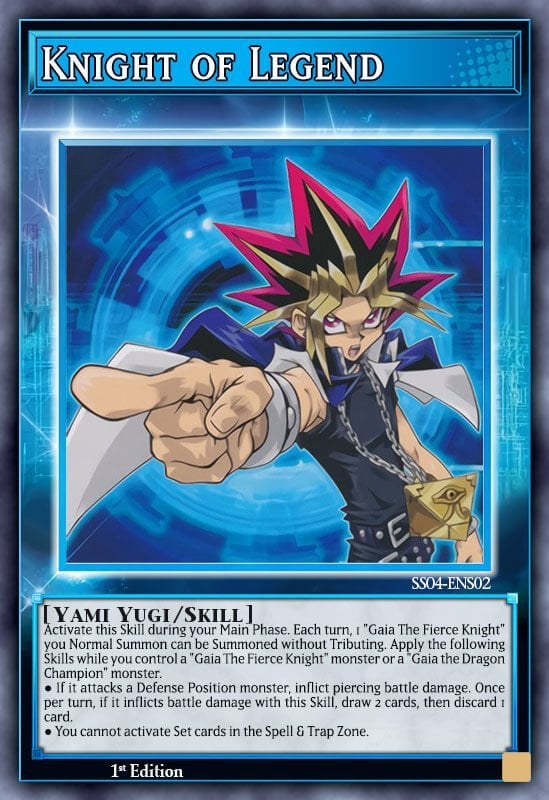 Knight of Legend
SS04-ENS02
[Yami Yugi/Skill]
Activate this Skill during your Main Phase. Each turn, 1 "Gaia The Fierce Knight"
you Normal Summon can be Summoned without Tributing. Apply the following
Skills while you control a "Gaia The Fierce Knight" monster or a "Gaia the Dragon
Champion" monster.
● If it attacks a Defense Position monster, inflict piercing battle damage. Once
per turn, if it inflicts battle damage with this Skill, draw 2 cards, then discard 1
card.
● You cannot activate Set cards in the Spell & Trap Zone.
1st Edition